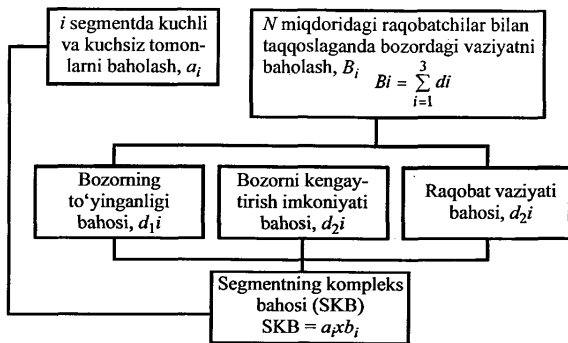 i segmentda kuchli
va kuchsiz tomon-
larni baholash, aᵢ
N miqdoridagi raqobatchilar bilan
taqqoslaganda bozordagi vaziyatni
baholash, Bᵢ
3
Bi = ∑ di
i=1
Bozorning
to‘yinganligi
bahosi, d₁i
Bozorni kengay-
tirish imkoniyati
bahosi, d₂i
Raqobat vaziyati
bahosi, d₂i
Segmentning kompleks
bahosi (SKB)
SKB = aᵢxbᵢ